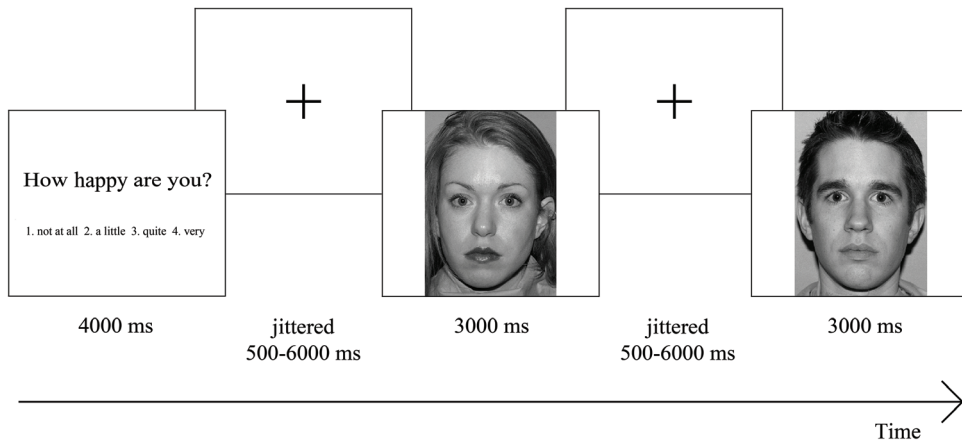 How happy are you?
1. not at all 2. a little 3. quite 4. very
4000 ms
jittered
500-6000 ms
3000 ms
jittered
500-6000 ms
3000 ms
Time